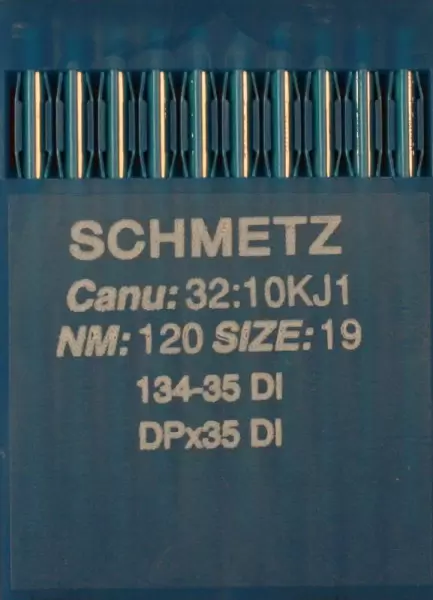 SCHMETZ
Canu: 32:10KJ1
NM: 120 SIZE: 19
134-35 DI
DPx35 DI